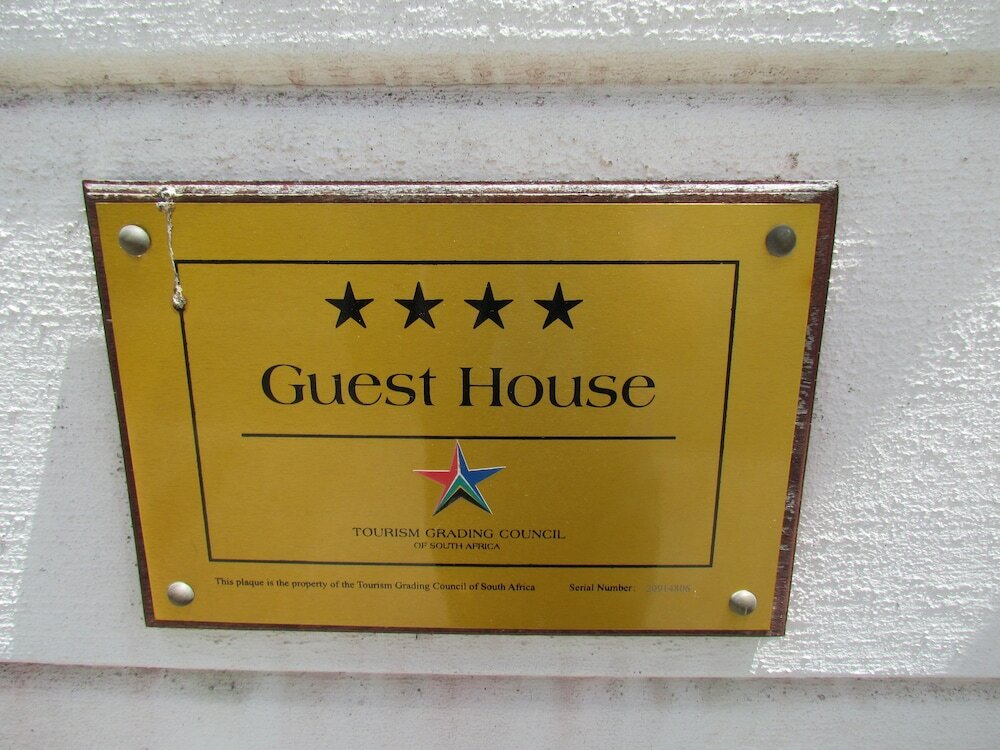 ★★★★
Guest House
TOURISM GRADING COUNCIL
OF SOUTH AFRICA
This plaque is the property of the Tourism Grading Council of South Africa Serial Number: